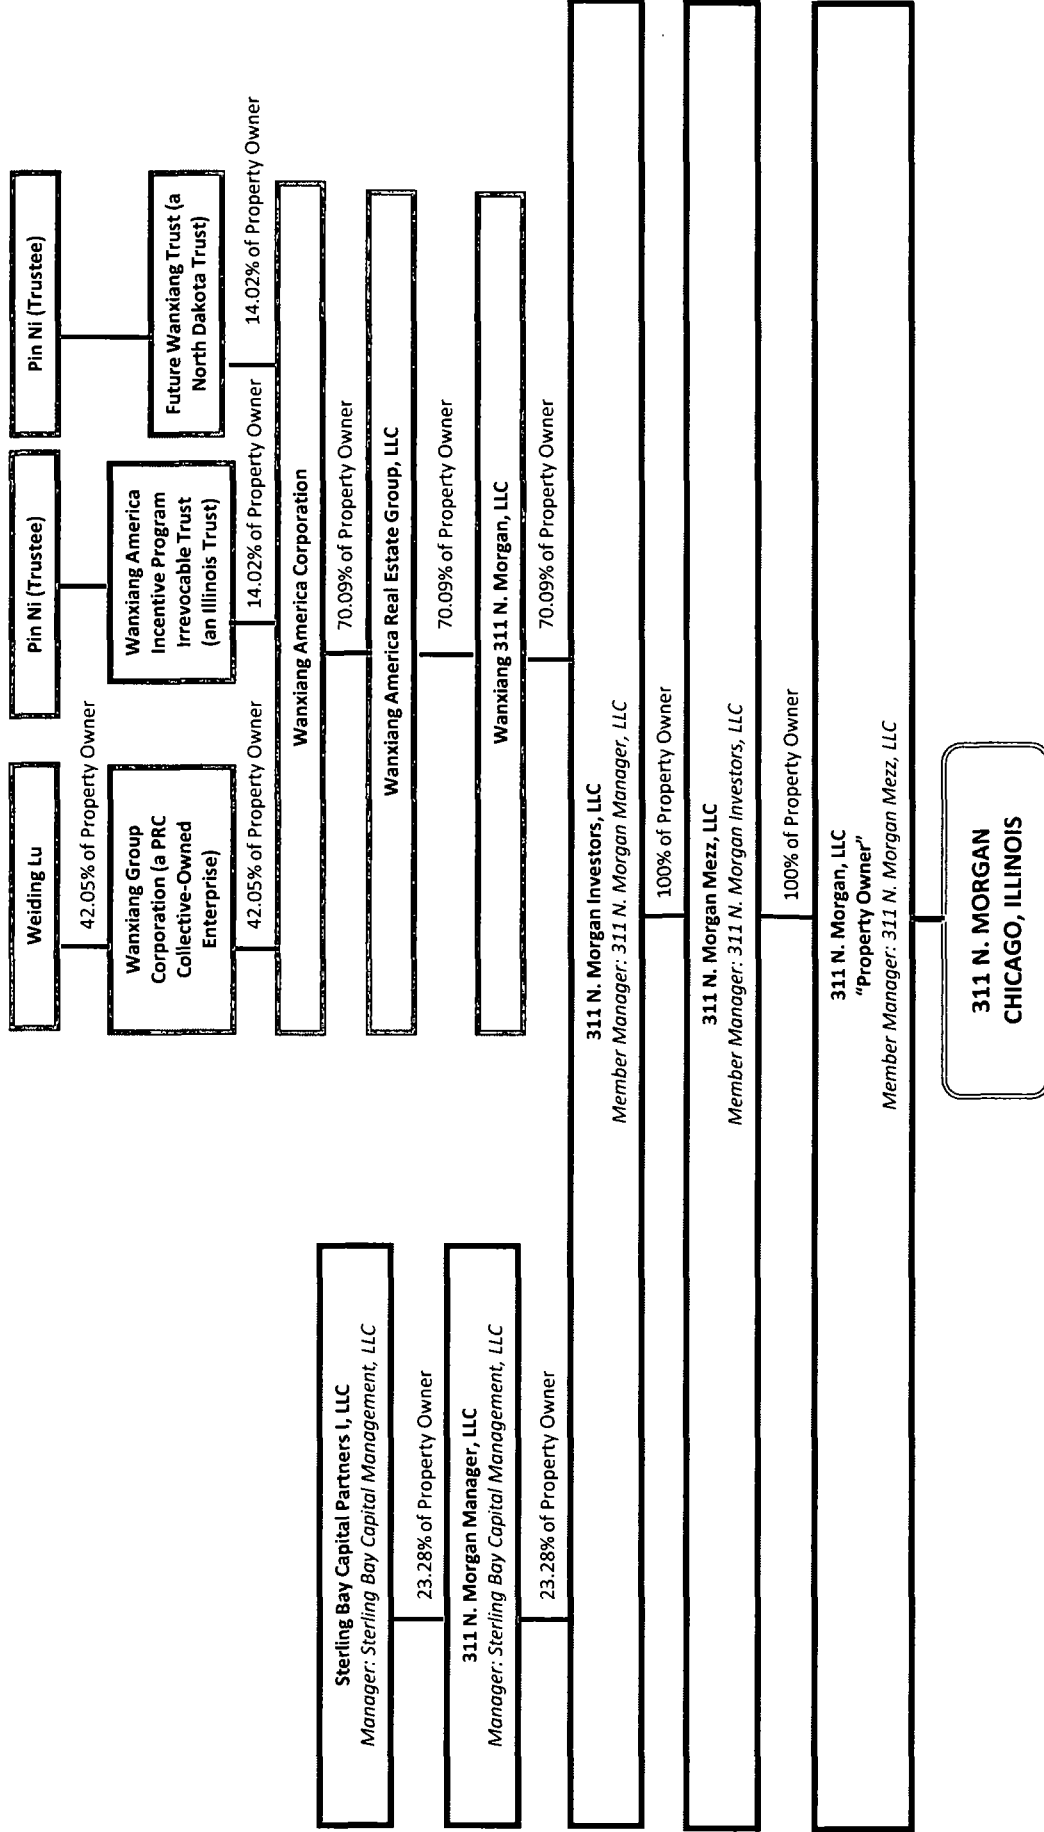 Weiding Lu
42.05% of Property Owner
Wanxiang Group
Corporation (a PRC
Collective-Owned
Enterprise)
42.05% of Property Owner
Pin Ni (Trustee)
Wanxiang America
Incentive Program
Irrevocable Trust
(an Illinois Trust)
14.02% of Property Owner
Pin Ni (Trustee)
Future Wanxiang Trust (a
North Dakota Trust)
14.02% of Property Owner
Wanxiang America Corporation
70.09% of Property Owner
Wanxiang America Real Estate Group, LLC
70.09% of Property Owner
Wanxiang 311 N. Morgan, LLC
70.09% of Property Owner
Sterling Bay Capital Partners I, LLC
Manager: Sterling Bay Capital Management, LLC
23.28% of Property Owner
311 N. Morgan Manager, LLC
Manager: Sterling Bay Capital Management, LLC
23.28% of Property Owner
311 N. Morgan Investors, LLC
Member Manager: 311 N. Morgan Manager, LLC
100% of Property Owner
311 N. Morgan Mezz, LLC
Member Manager: 311 N. Morgan Investors, LLC
100% of Property Owner
311 N. Morgan, LLC
"Property Owner"
Member Manager: 311 N. Morgan Mezz, LLC
311 N. MORGAN
CHICAGO, ILLINOIS